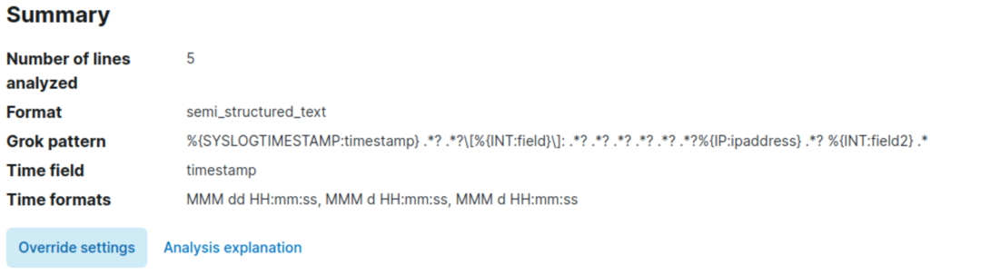 Summary
Number of lines analyzed 5
Format semi_structured_text
Grok pattern %{SYSLOGTIMESTAMP:timestamp} .*? .*?\[%{INT:field}\]: .*? .*? .*? .*? .*? .*?%{IP:ipaddress} .*? %{INT:field2} .*
Time field timestamp
Time formats MMM dd HH:mm:ss, MMM d HH:mm:ss, MMM d HH:mm:ss
Override settings Analysis explanation